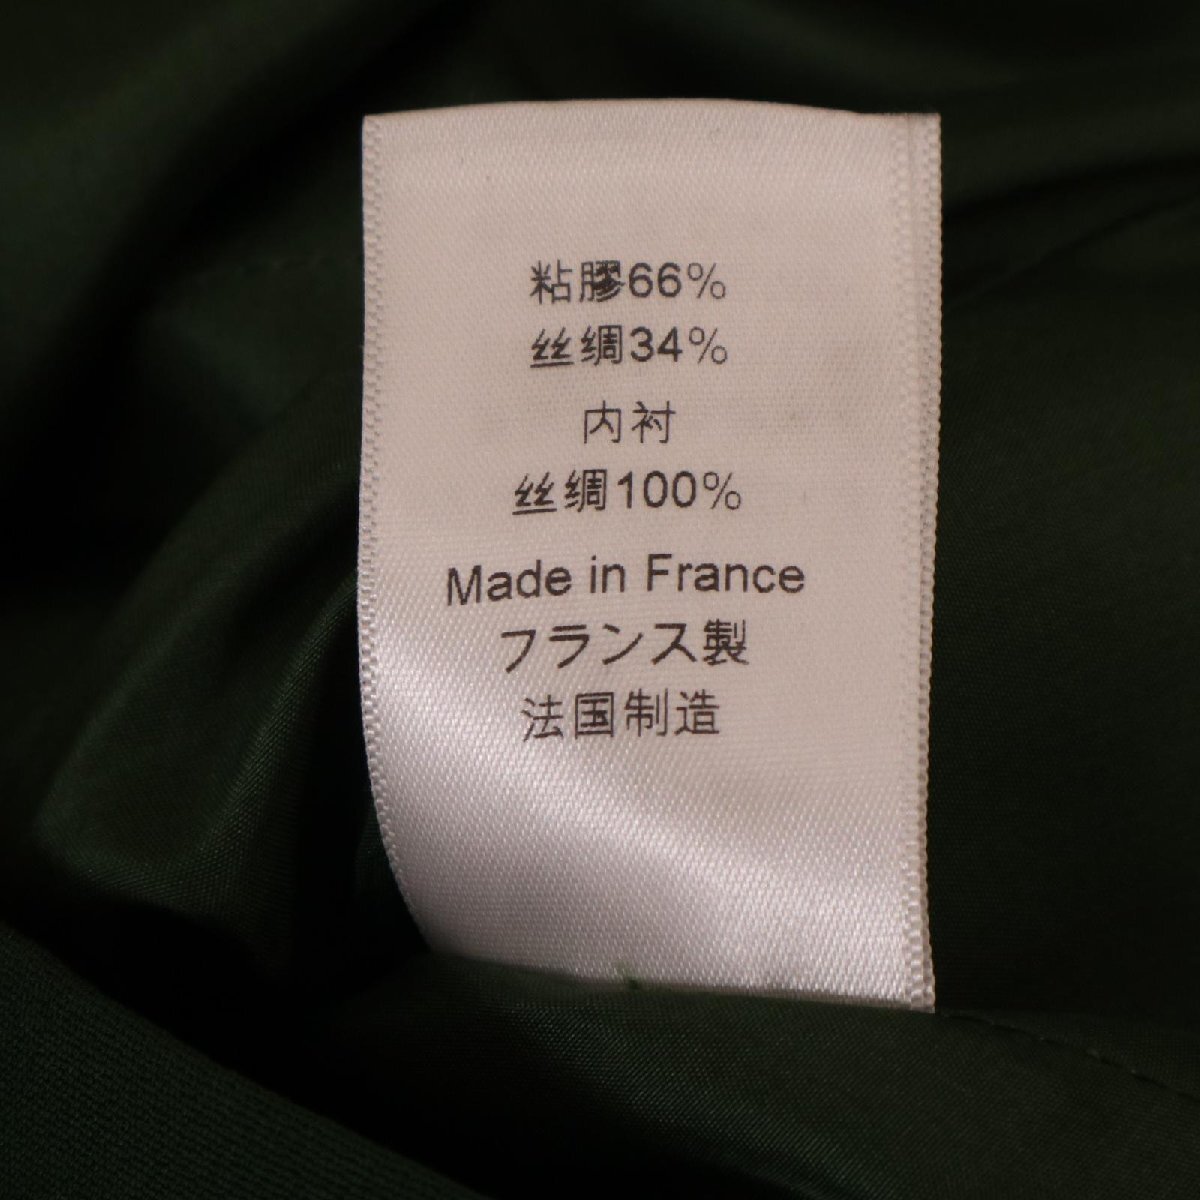 粘膠66%
丝绸34%
内衬
丝绸100%
Made in France
フランス製
法国制造